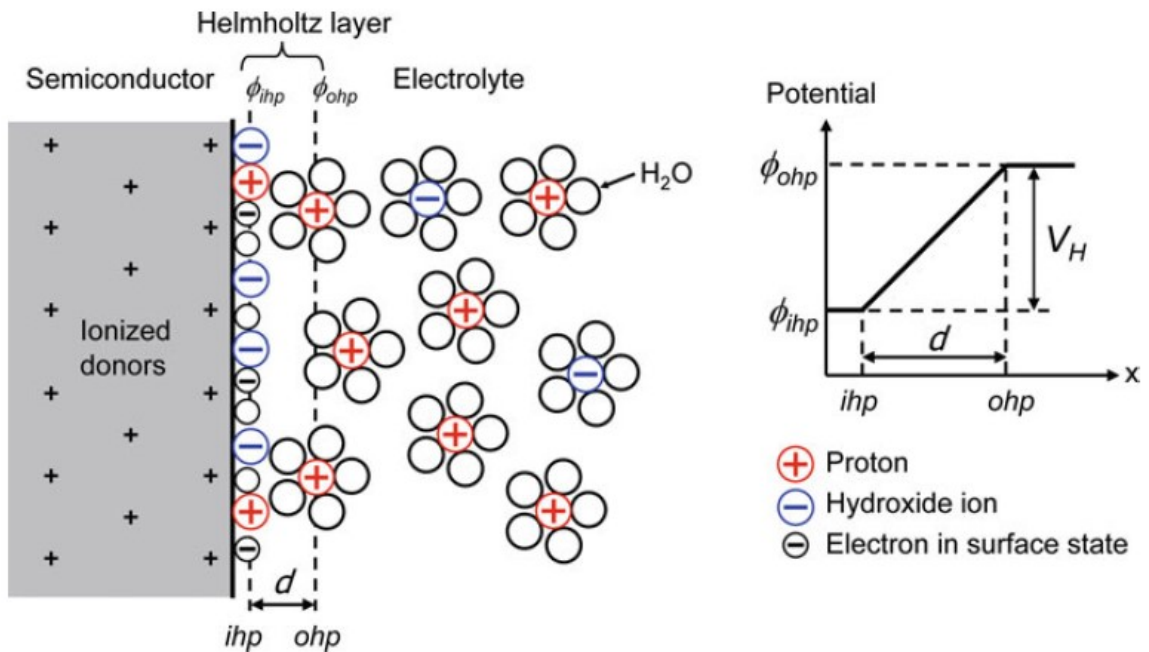 Helmholtz layer
Semiconductor
ϕihp
ϕohp
Electrolyte
H2O
Ionized
donors
d
ihp
ohp
Potential
ϕohp
VH
ϕihp
d
x
ihp
ohp
Proton
Hydroxide ion
Electron in surface state